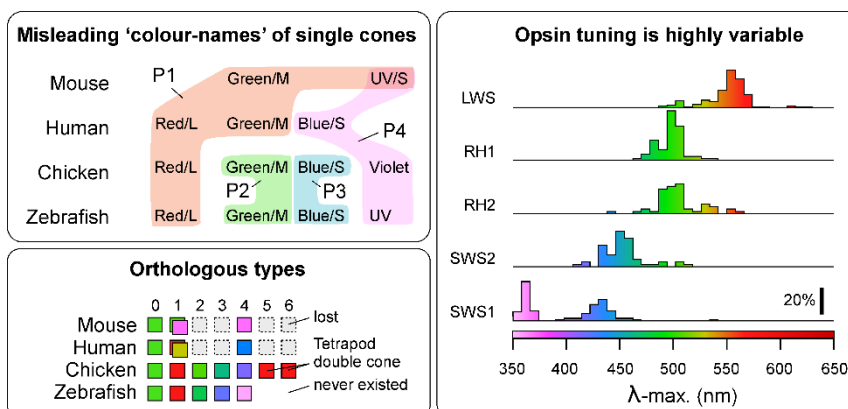 Misleading ‘colour-names’ of single cones
Mouse P1 Green/M UV/S
Human Red/L Green/M Blue/S P4
Chicken Red/L Green/M Blue/S Violet
P2 P3
Zebrafish Red/L Green/M Blue/S UV
Orthologous types
0 1 2 3 4 5 6
Mouse lost
Human Tetrapod
Chicken double cone
Zebrafish never existed
Opsin tuning is highly variable
LWS
RH1
RH2
SWS2
SWS1 20%
350 400 450 500 550 600 650
λ-max. (nm)